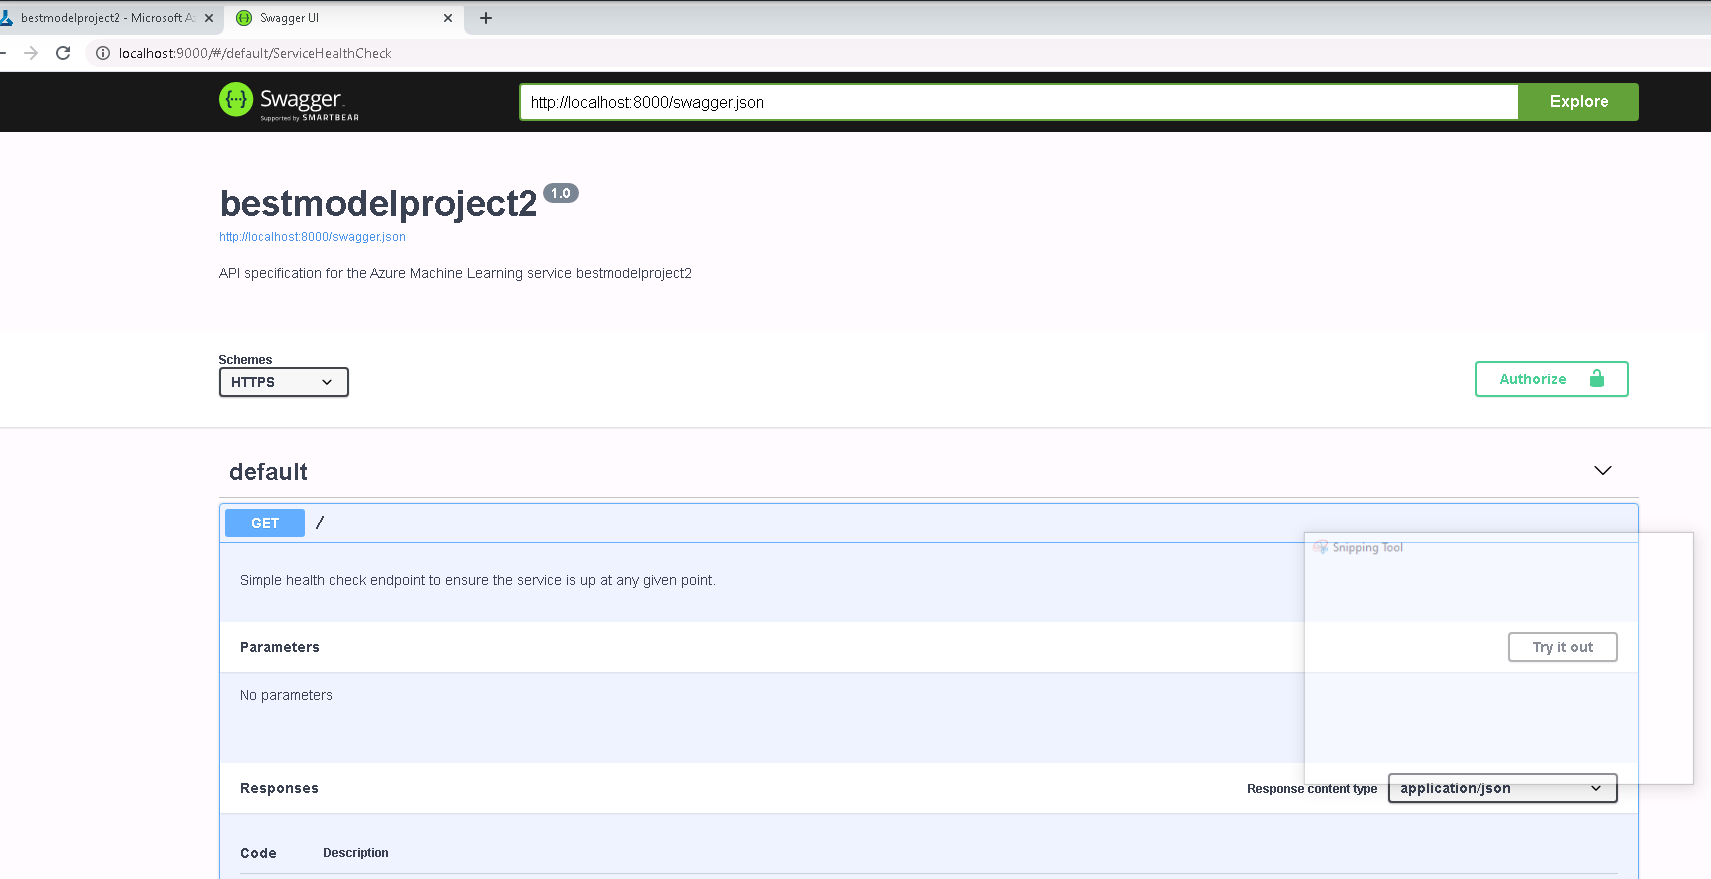 bestmodelproject2 - Microsoft A
Swagger UI
localhost:9000/#/default/ServiceHealthCheck
Swagger
Supported by SMARTBEAR
http://localhost:8000/swagger.json
Explore
bestmodelproject2 1.0
http://localhost:8000/swagger.json
API specification for the Azure Machine Learning service bestmodelproject2
Schemes
HTTPS
Authorize
default
GET /
Snipping Tool
Simple health check endpoint to ensure the service is up at any given point.
Parameters
Try it out
No parameters
Responses
Response content type
application/json
Code Description